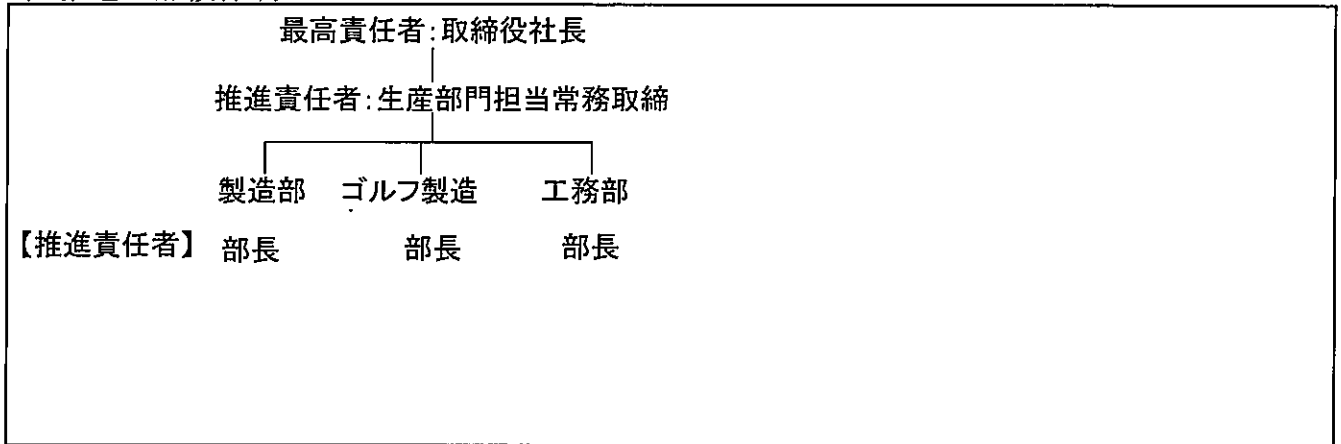 最高責任者:取締役社長
推進責任者:生産部門担当常務取締
製造部 ゴルフ製造 工務部
【推進責任者】 部長 部長 部長